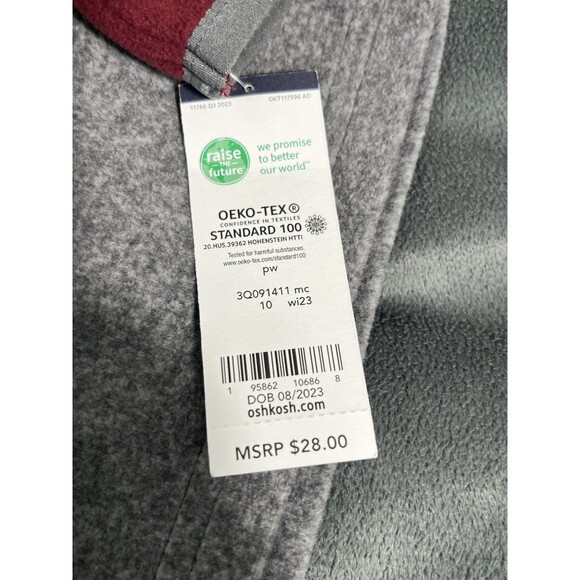 11766 Q3 2023 OKT117596 AD
raise
THE
future
we promise
to better
our world™
OEKO-TEX®
CONFIDENCE IN TEXTILES
STANDARD 100
20.HUS.39362 HOHENSTEIN HTTI
Tested for harmful substances.
www.oeko-tex.com/standard100
pw
3Q091411 mc
10 wi23
1 95862 10686 8
DOB 08/2023
oshkosh.com
MSRP $28.00